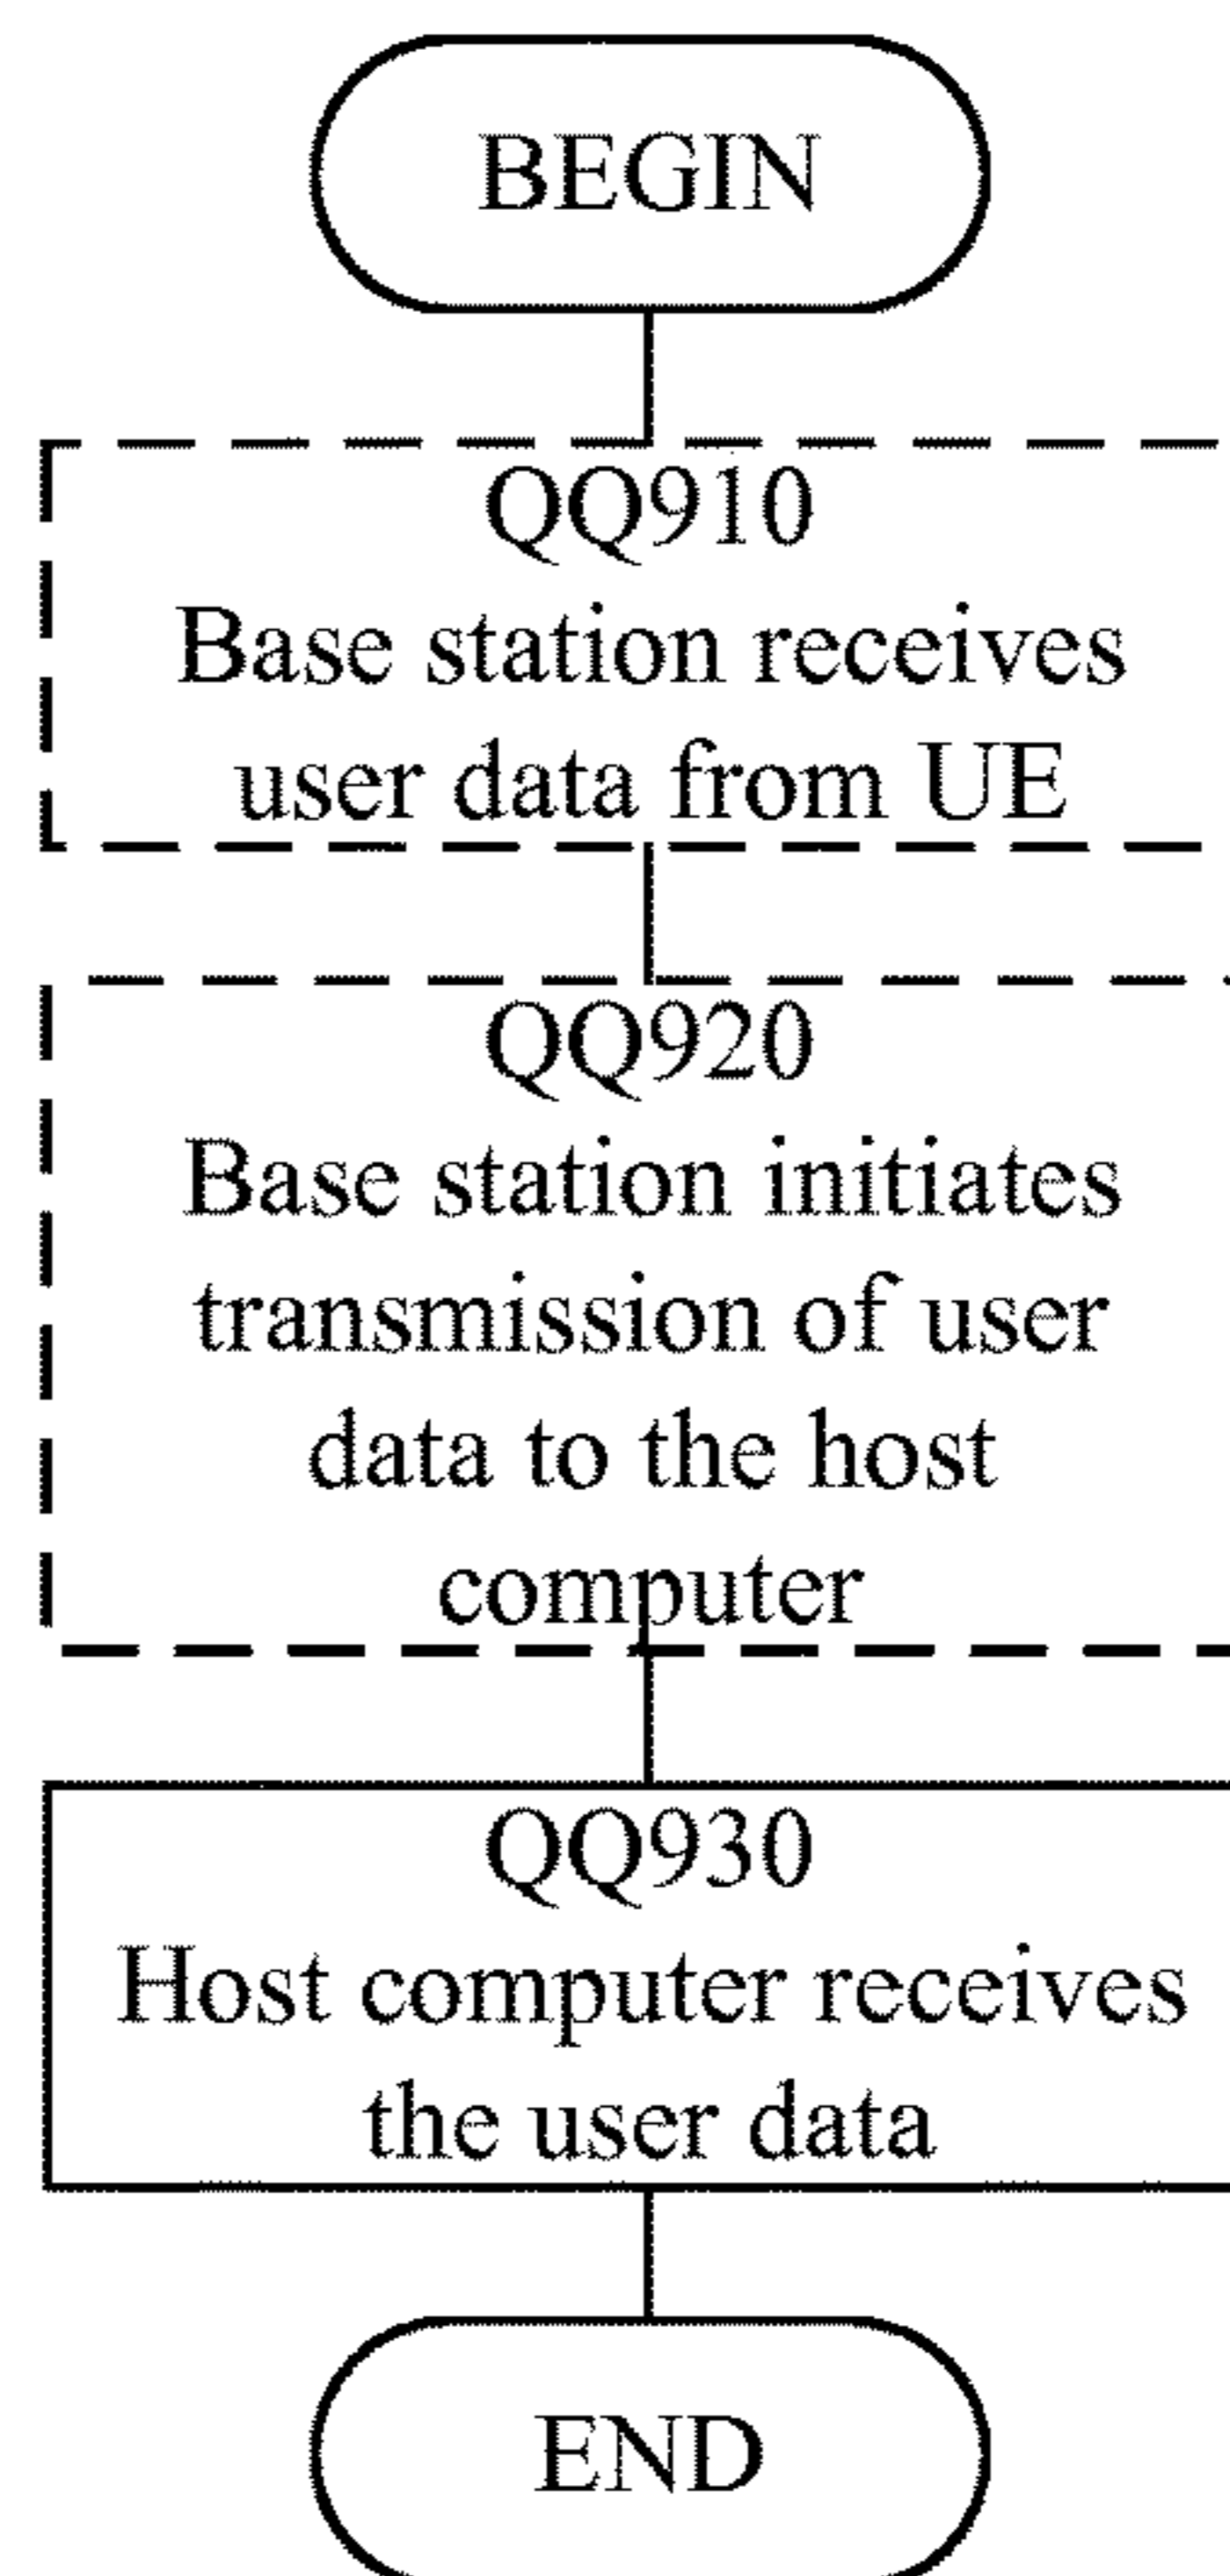 BEGIN
QQ910
Base station receives
user data from UE
QQ920
Base station initiates
transmission of user
data to the host
computer
QQ930
Host computer receives
the user data
END